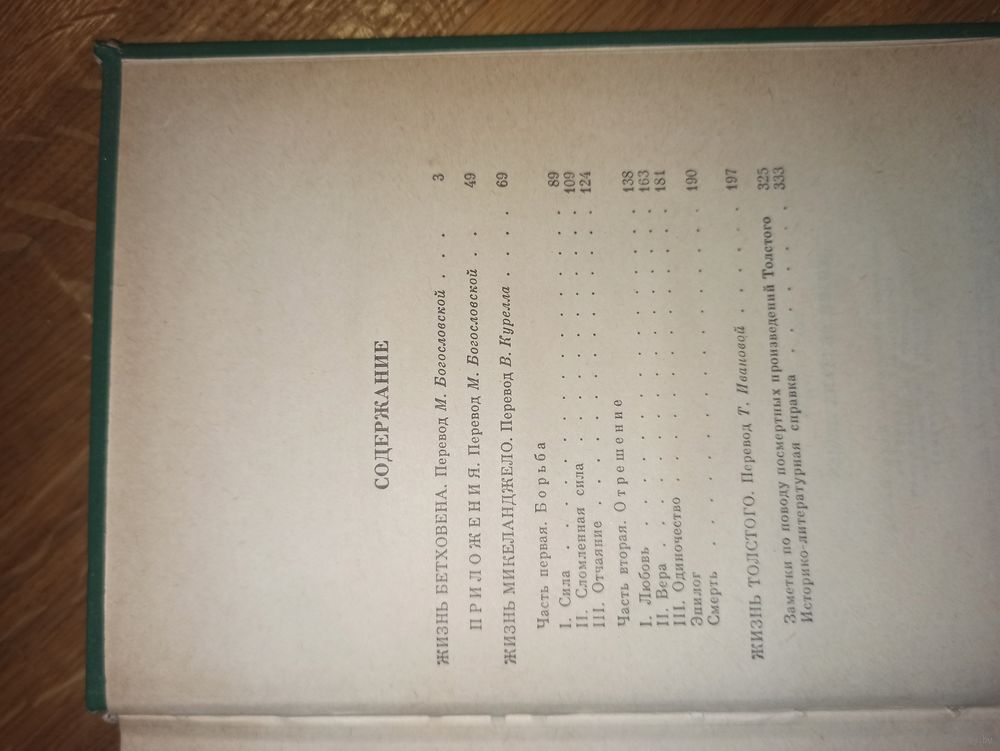 СОДЕРЖАНИЕ
ЖИЗНЬ БЕТХОВЕНА. Перевод М. Богословской . . . 3
ПРИЛОЖЕНИЯ. Перевод М. Богословской . . 49
ЖИЗНЬ МИКЕЛАНДЖЕЛО. Перевод В. Курелла . . . 69
Часть первая. Борьба
I. Сила . . . . . . . . . . 89
II. Сломленная сила . . . . . . . . 109
III. Отчаяние . . . . . . . . . 124
Часть вторая. Отрешение
I. Любовь . . . . . . . . . . 138
II. Вера . . . . . . . . . . 163
III. Одиночество . . . . . . . . . 181
Эпилог
Смерть . . . . . . . . . . 190
ЖИЗНЬ ТОЛСТОГО. Перевод Т. Ивановой . . . . . 197
Заметки по поводу посмертных произведений Толстого 325
Историко-литературная справка . . . . . . 333